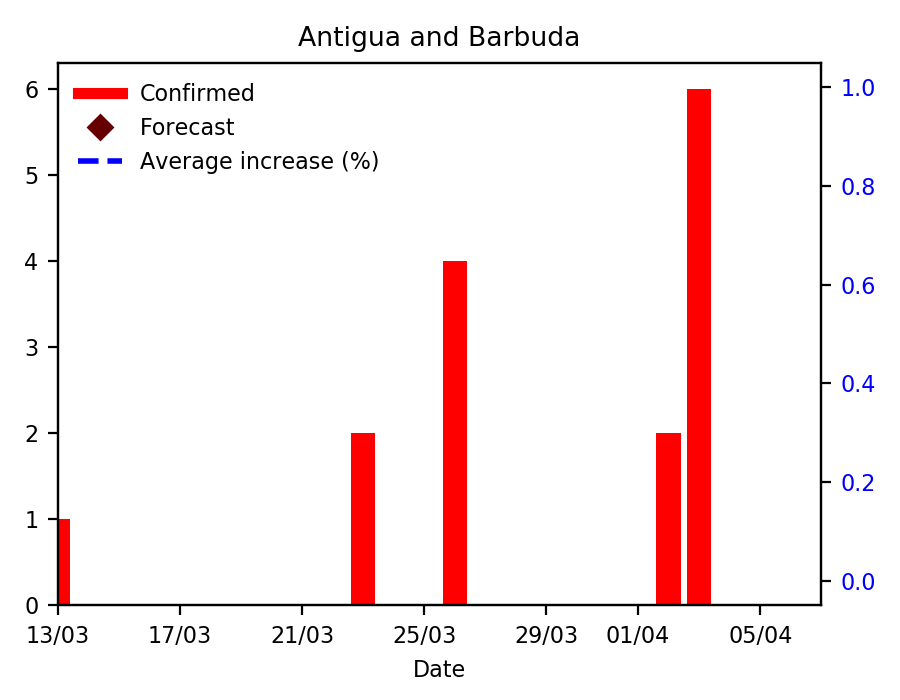 Antigua and Barbuda
Confirmed
Forecast
Average increase (%)
6
5
4
3
2
1
0
1.0
0.8
0.6
0.4
0.2
0.0
13/03 17/03 21/03 25/03 29/03 01/04 05/04
Date